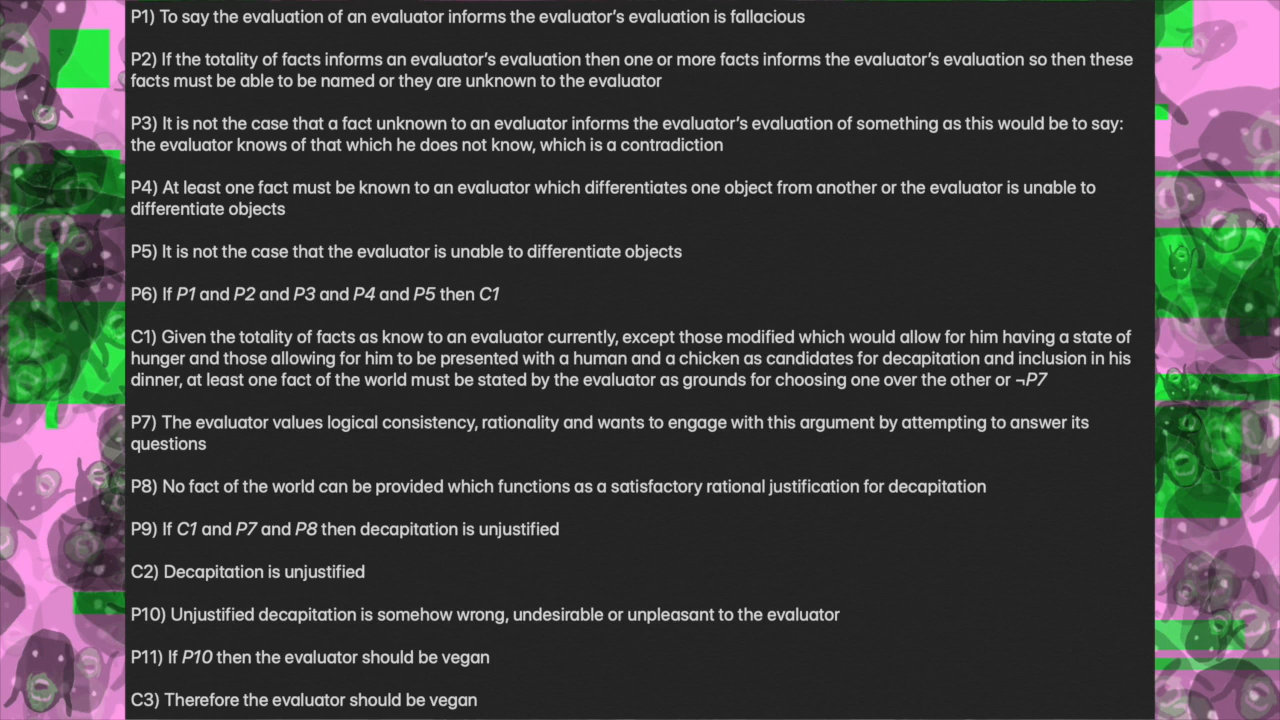 P1) To say the evaluation of an evaluator informs the evaluator’s evaluation is fallacious
P2) If the totality of facts informs an evaluator’s evaluation then one or more facts informs the evaluator’s evaluation so then these
facts must be able to be named or they are unknown to the evaluator
P3) It is not the case that a fact unknown to an evaluator informs the evaluator’s evaluation of something as this would be to say:
the evaluator knows of that which he does not know, which is a contradiction
P4) At least one fact must be known to an evaluator which differentiates one object from another or the evaluator is unable to
differentiate objects
P5) It is not the case that the evaluator is unable to differentiate objects
P6) If P1 and P2 and P3 and P4 and P5 then C1
C1) Given the totality of facts as know to an evaluator currently, except those modified which would allow for him having a state of
hunger and those allowing for him to be presented with a human and a chicken as candidates for decapitation and inclusion in his
dinner, at least one fact of the world must be stated by the evaluator as grounds for choosing one over the other or ¬P7
P7) The evaluator values logical consistency, rationality and wants to engage with this argument by attempting to answer its
questions
P8) No fact of the world can be provided which functions as a satisfactory rational justification for decapitation
P9) If C1 and P7 and P8 then decapitation is unjustified
C2) Decapitation is unjustified
P10) Unjustified decapitation is somehow wrong, undesirable or unpleasant to the evaluator
P11) If P10 then the evaluator should be vegan
C3) Therefore the evaluator should be vegan